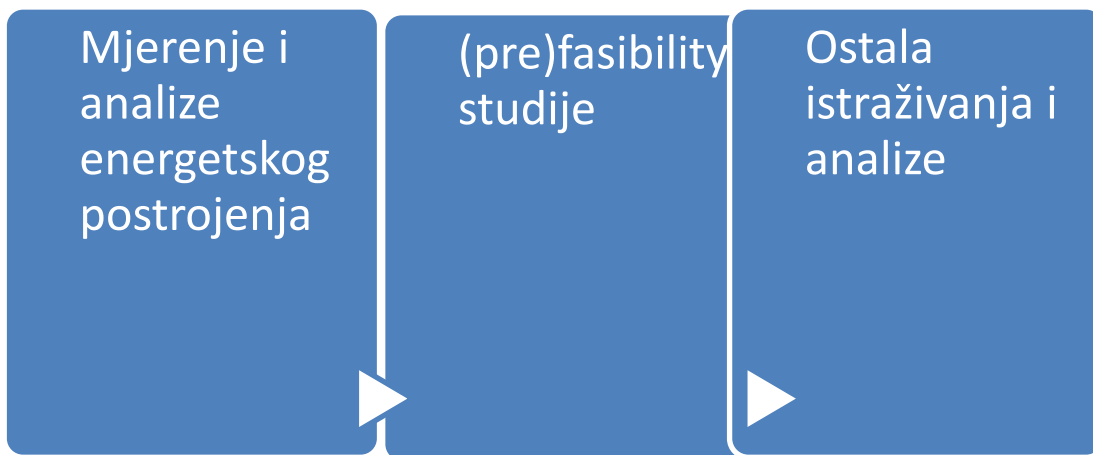 Mjerenje i
analize
energetskog
postrojenja
(pre)fasibility
studije
Ostala
istraživanja i
analize